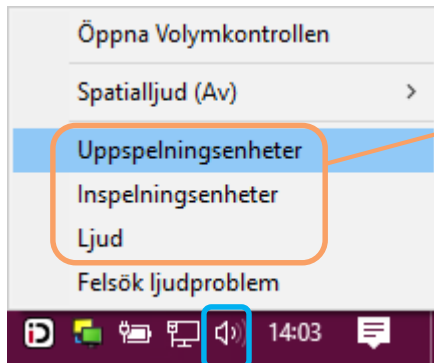 Öppna Volymkontrollen
Spatialljud (Av)
Uppspelningsenheter
Inspelningsenheter
Ljud
Felsök ljudproblem
14:03